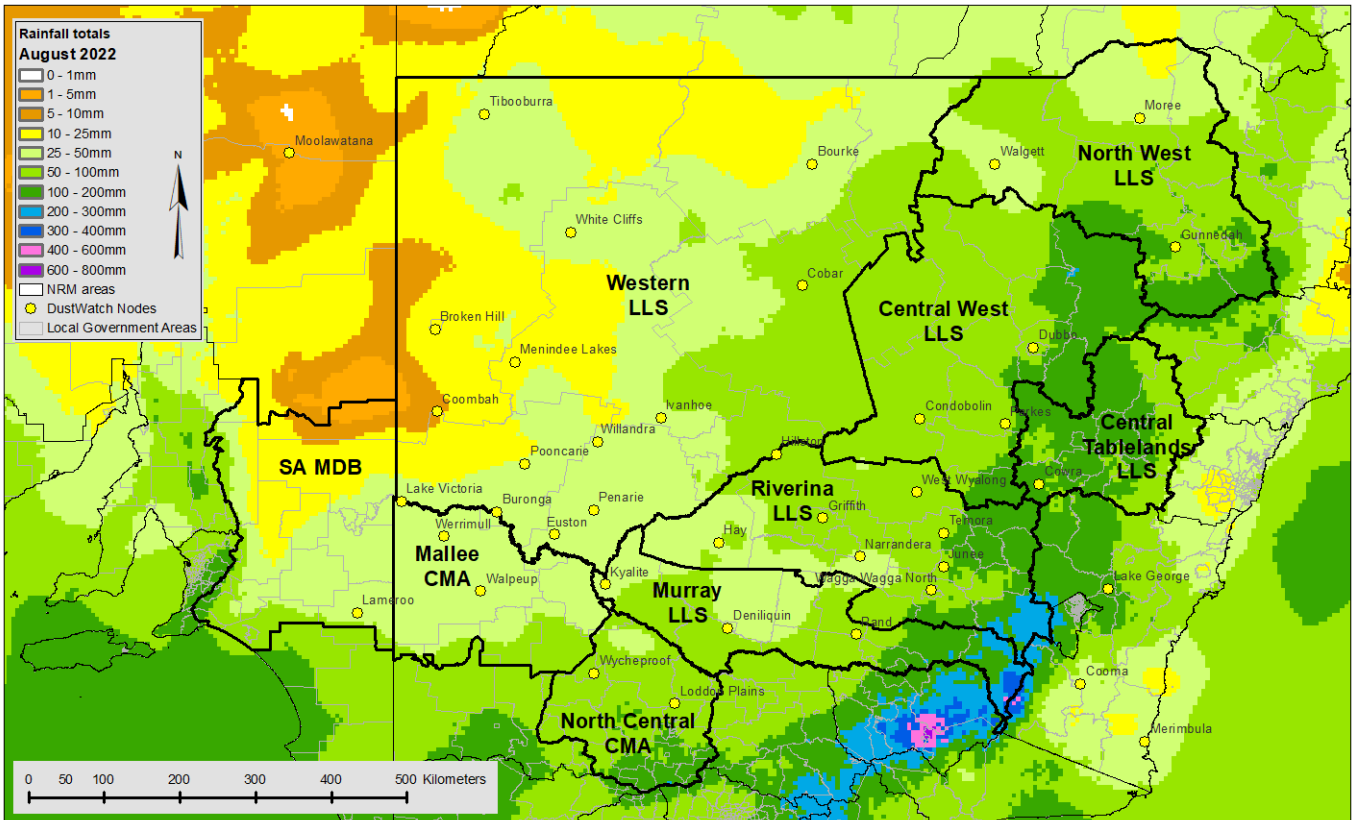 Rainfall totals
August 2022
0 - 1mm
1 - 5mm
5 - 10mm
10 - 25mm
25 - 50mm
50 - 100mm
100 - 200mm
200 - 300mm
300 - 400mm
400 - 600mm
600 - 800mm
NRM areas
DustWatch Nodes
Local Government Areas
N
Moolawatana
Tibooburra
Bourke
Walgett
Moree
North West
LLS
White Cliffs
Gunnedah
Cobar
Western
LLS
Central West
LLS
Broken Hill
Menindee Lakes
Dubbo
Coombah
Ivanhoe
Condobolin
Parkes
Willandra
Central
Tablelands
LLS
Pooncarie
Hillston
SA MDB
Cowra
Lake Victoria
Buronga
Penarie
Riverina
LLS
West Wyalong
Griffith
Werrimull
Euston
Hay
Temora
Mallee
CMA
Narrandera
Junee
Walpeup
Kyalite
Wagga Wagga North
Lake George
Murray
LLS
Lameroo
Deniliquin
Rand
Wycheproof
Cooma
Loddon Plains
North Central
CMA
Merimbula
0 50 100 200 300 400 500 Kilometers